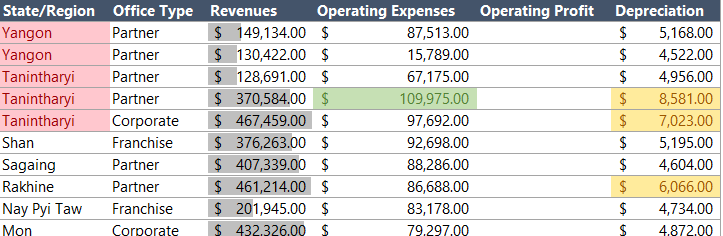 State/Region Office Type Revenues Operating Expenses Operating Profit Depreciation
Yangon Partner $ 149,134.00 $ 87,513.00 $ 5,168.00
Yangon Partner $ 130,422.00 $ 15,789.00 $ 4,522.00
Tanintharyi Partner $ 128,691.00 $ 67,175.00 $ 4,956.00
Tanintharyi Partner $ 370,584.00 $ 109,975.00 $ 8,581.00
Tanintharyi Corporate $ 467,459.00 $ 97,692.00 $ 7,023.00
Shan Franchise $ 376,263.00 $ 92,698.00 $ 5,195.00
Sagaing Partner $ 407,339.00 $ 88,286.00 $ 4,604.00
Rakhine Partner $ 461,214.00 $ 86,688.00 $ 6,066.00
Nay Pyi Taw Franchise $ 201,945.00 $ 83,178.00 $ 4,734.00
Mon Corporate $ 432,326.00 $ 79,297.00 $ 4,872.00